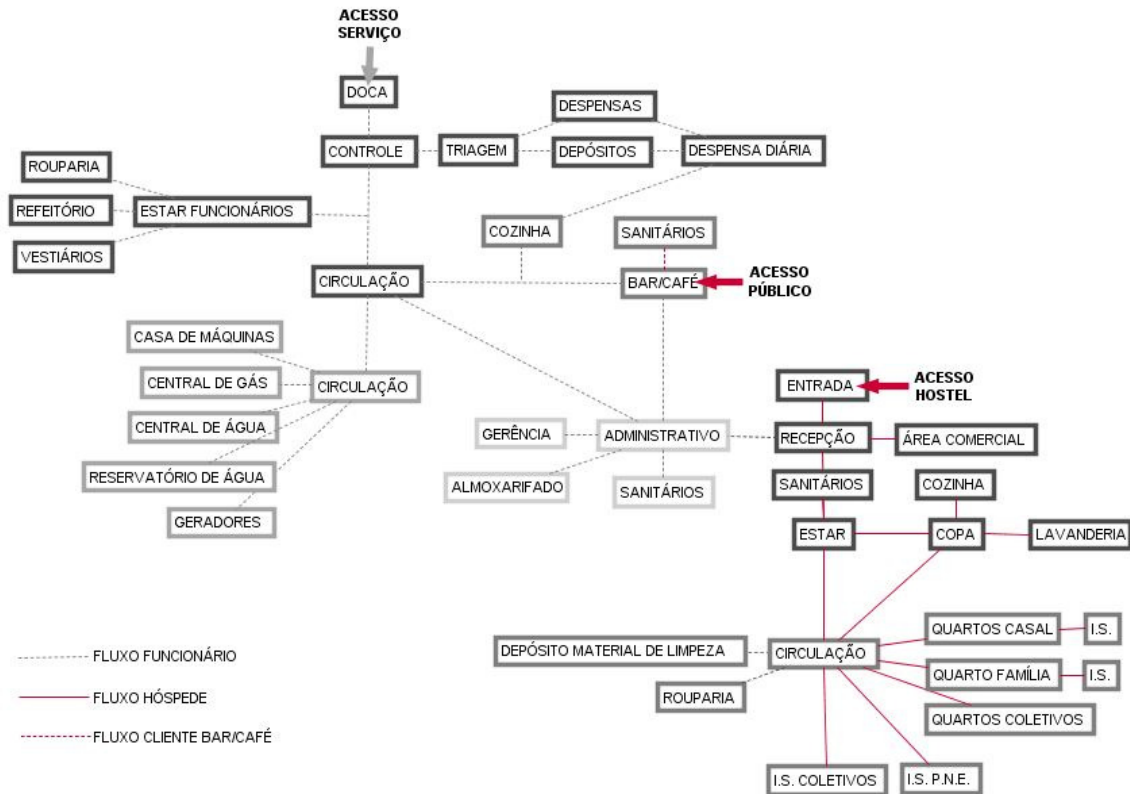 ACESSO
SERVIÇO
DOCA
DESPENSAS
CONTROLE
TRIAGEM
DEPÓSITOS
DESPENSA DIÁRIA
ROUPARIA
REFEITÓRIO
ESTAR FUNCIONÁRIOS
VESTIÁRIOS
COZINHA
SANITÁRIOS
CIRCULAÇÃO
BAR/CAFÉ
ACESSO
PÚBLICO
CASA DE MÁQUINAS
CENTRAL DE GÁS
CIRCULAÇÃO
CENTRAL DE ÁGUA
RESERVATÓRIO DE ÁGUA
GERADORES
ENTRADA
ACESSO
HOSTEL
GERÊNCIA
ADMINISTRATIVO
RECEPÇÃO
ÁREA COMERCIAL
ALMOXARIFADO
SANITÁRIOS
SANITÁRIOS
COZINHA
ESTAR
COPA
LAVANDERIA
DEPÓSITO MATERIAL DE LIMPEZA
CIRCULAÇÃO
QUARTOS CASAL
I.S.
ROUPARIA
QUARTO FAMÍLIA
I.S.
QUARTOS COLETIVOS
I.S. COLETIVOS
I.S. P.N.E.
FLUXO FUNCIONÁRIO
FLUXO HÓSPEDE
FLUXO CLIENTE BAR/CAFÉ